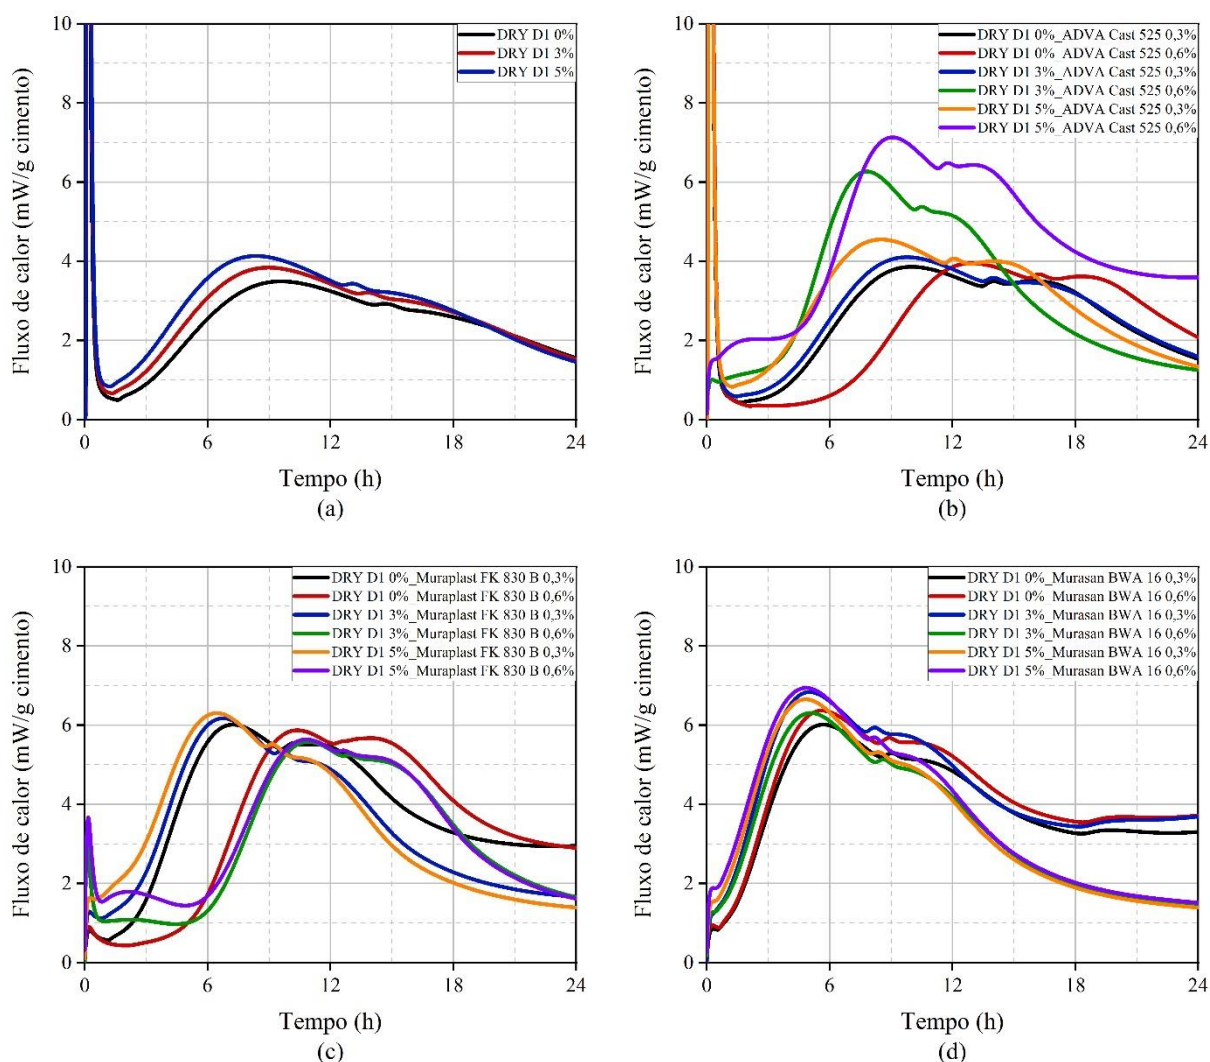 10
8
6
4
2
0
Fluxo de calor (mW/g cimento)
DRY D1 0%
DRY D1 3%
DRY D1 5%
0 6 12 18 24
Tempo (h)
(a)
10
8
6
4
2
0
Fluxo de calor (mW/g cimento)
DRY D1 0%_ADVA Cast 525 0,3%
DRY D1 0%_ADVA Cast 525 0,6%
DRY D1 3%_ADVA Cast 525 0,3%
DRY D1 3%_ADVA Cast 525 0,6%
DRY D1 5%_ADVA Cast 525 0,3%
DRY D1 5%_ADVA Cast 525 0,6%
0 6 12 18 24
Tempo (h)
(b)
10
8
6
4
2
0
Fluxo de calor (mW/g cimento)
DRY D1 0%_Muraplast FK 830 B 0,3%
DRY D1 0%_Muraplast FK 830 B 0,6%
DRY D1 3%_Muraplast FK 830 B 0,3%
DRY D1 3%_Muraplast FK 830 B 0,6%
DRY D1 5%_Muraplast FK 830 B 0,3%
DRY D1 5%_Muraplast FK 830 B 0,6%
0 6 12 18 24
Tempo (h)
(c)
10
8
6
4
2
0
Fluxo de calor (mW/g cimento)
DRY D1 0%_Murasan BWA 16 0,3%
DRY D1 0%_Murasan BWA 16 0,6%
DRY D1 3%_Murasan BWA 16 0,3%
DRY D1 3%_Murasan BWA 16 0,6%
DRY D1 5%_Murasan BWA 16 0,3%
DRY D1 5%_Murasan BWA 16 0,6%
0 6 12 18 24
Tempo (h)
(d)